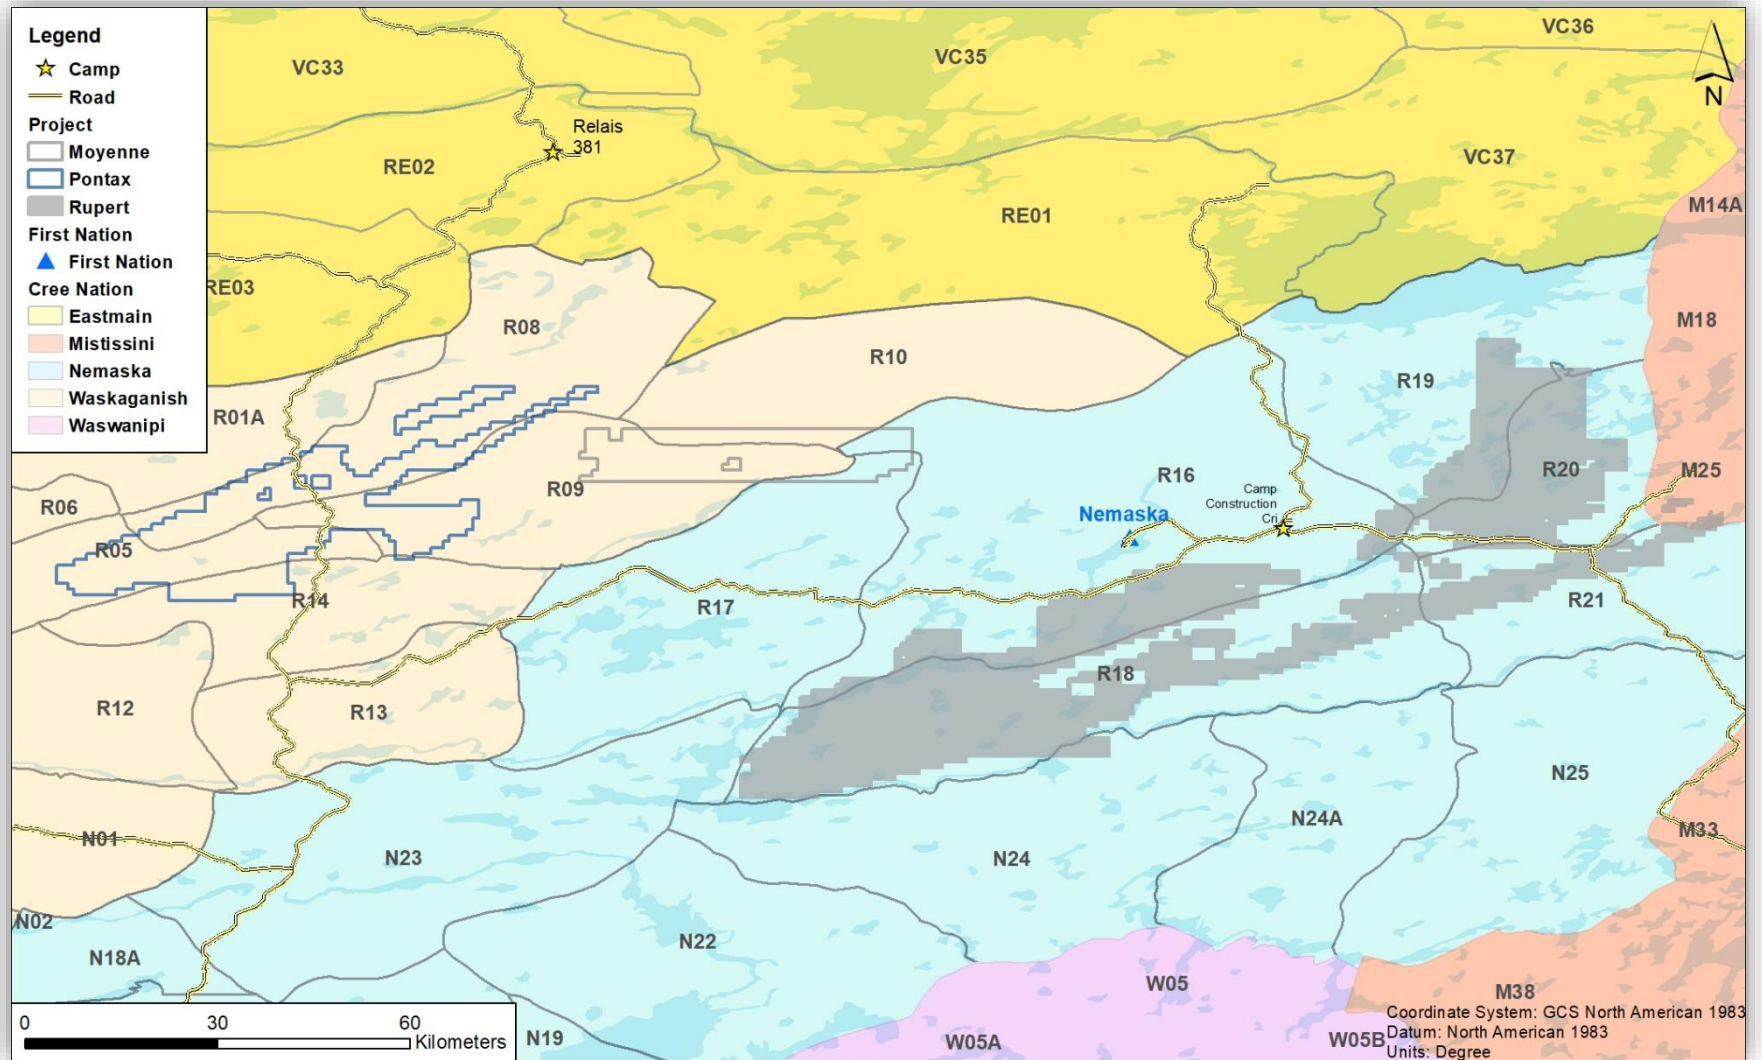 Legend
Camp
Road
Project
Moyenne
Pontax
Rupert
First Nation
First Nation
Cree Nation
Eastmain
Mistissini
Nemaska
Waskaganish
Waswanipi
VC33
VC35
VC36
N
Relais
381
RE02
VC37
RE01
M14A
RE03
R08
M18
R10
R19
R01A
R16
R20
M25
R09
Camp
Construction
Cri
R06
Nemaska
R05
R14
R17
R21
R18
R12
R13
N25
N24A
M33
N01
N23
N24
N02
N22
N18A
W05
M38
0 30 60
Kilometers
N19
W05A
W05B
Coordinate System: GCS North American 1983
Datum: North American 1983
Units: Degree